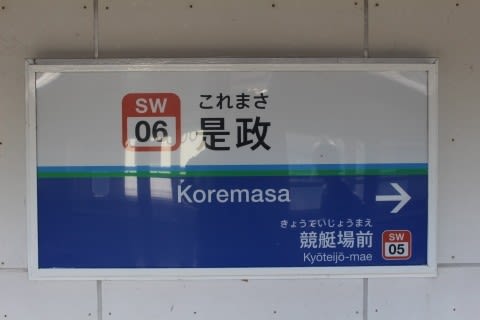 SW
06
これまさ
是政
Koremasa
きょうていじょうまえ
競艇場前
Kyōteijō-mae
SW
05